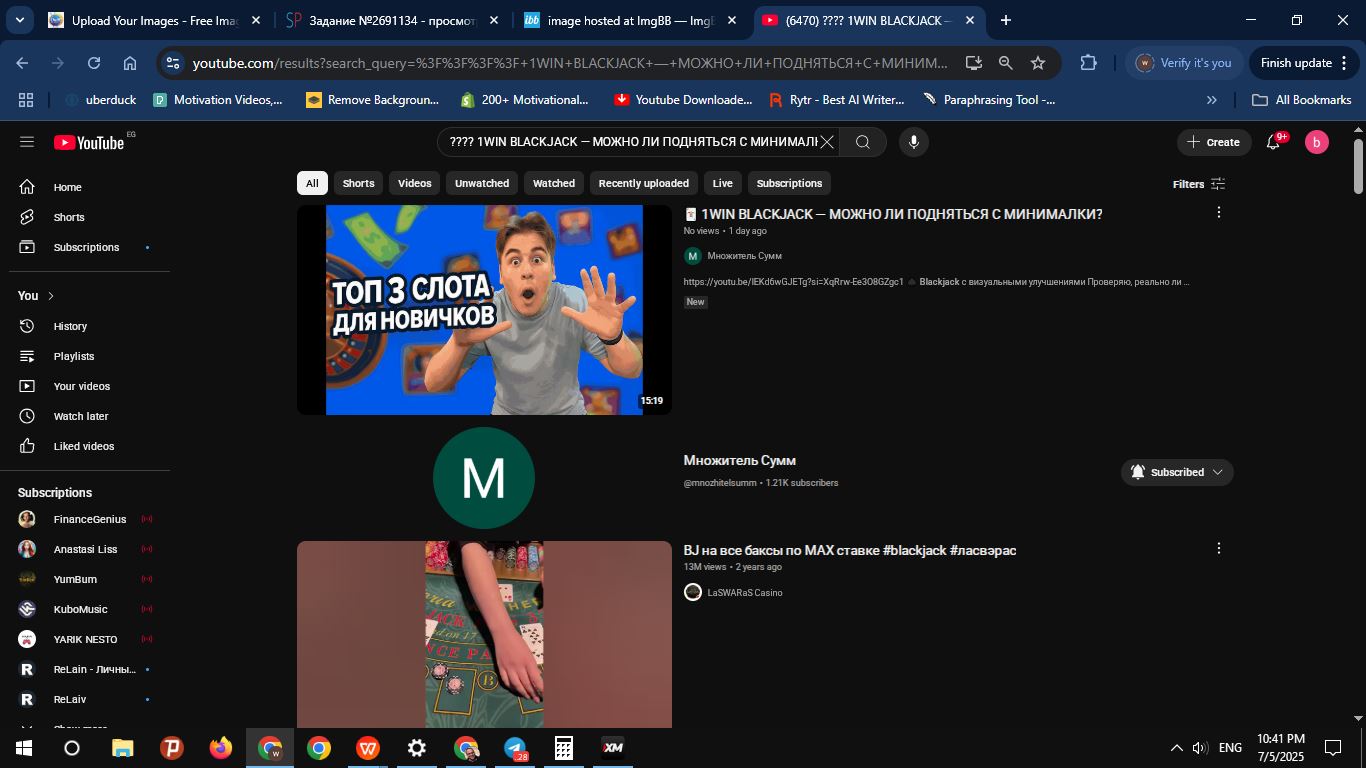 Upload Your Images - Free Imag
Задание №2691134 - просмотр
image hosted at ImgBB — ImgB
(6470) ???? 1WIN BLACKJACK —
youtube.com/results?search_query=%3F%3F%3F%3F+1WIN+BLACKJACK+—+МОЖНО+ЛИ+ПОДНЯТЬСЯ+С+МИНИМ...
Verify it's you
Finish update
uberduck
Motivation Videos,...
Remove Backgroun...
200+ Motivational...
Youtube Downloade...
Rytr - Best AI Writer...
Paraphrasing Tool -...
All Bookmarks
YouTube EG
???? 1WIN BLACKJACK — МОЖНО ЛИ ПОДНЯТЬСЯ С МИНИМАЛК
Create
9+
b
Home
Shorts
Subscriptions
You
History
Playlists
Your videos
Watch later
Liked videos
Subscriptions
FinanceGenius
Anastasi Liss
YumBum
KuboMusic
YARIK NESTO
ReLain - Личны...
ReLaiv
All
Shorts
Videos
Unwatched
Watched
Recently uploaded
Live
Subscriptions
Filters
ТОП 3 СЛОТА
ДЛЯ НОВИЧКОВ
15:19
1WIN BLACKJACK — МОЖНО ЛИ ПОДНЯТЬСЯ С МИНИМАЛКИ?
No views • 1 day ago
M Множитель Сумм
https://youtu.be/IEKd6wGJETg?si=XqRrw-Ee3O8GZgc1 Blackjack с визуальными улучшениями Проверяю, реально ли ...
New
M
Множитель Сумм
@mnozhitelsumm • 1.21K subscribers
Subscribed
BJ на все баксы по MAX ставке #blackjack #ласвэрас
13M views • 2 years ago
LaSWARaS Casino
28
XM
ENG
10:41 PM
7/5/2025